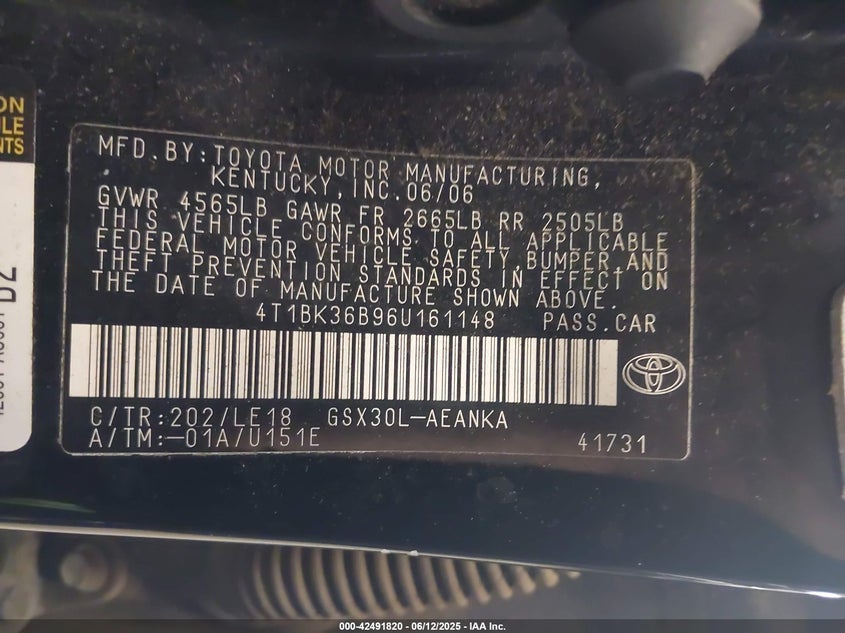 MFD.BY:TOYOTA MOTOR MANUFACTURING,
KENTUCKY,INC.06/06
GVWR 4565LB GAWR FR 2665LB RR 2505LB
THIS VEHICLE CONFORMS TO ALL APPLICABLE
FEDERAL MOTOR VEHICLE SAFETY,BUMPER,AND
THEFT PREVENTION STANDARDS IN EFFECT ON
THE DATE OF MANUFACTURE SHOWN ABOVE.
4T1BK36B96U161148 PASS.CAR
C/TR:202/LE18 GSX30L-AEANKA
A/TM:-01A/U151E 41731
000-42491820 - 06/12/2025 - IAA Inc.